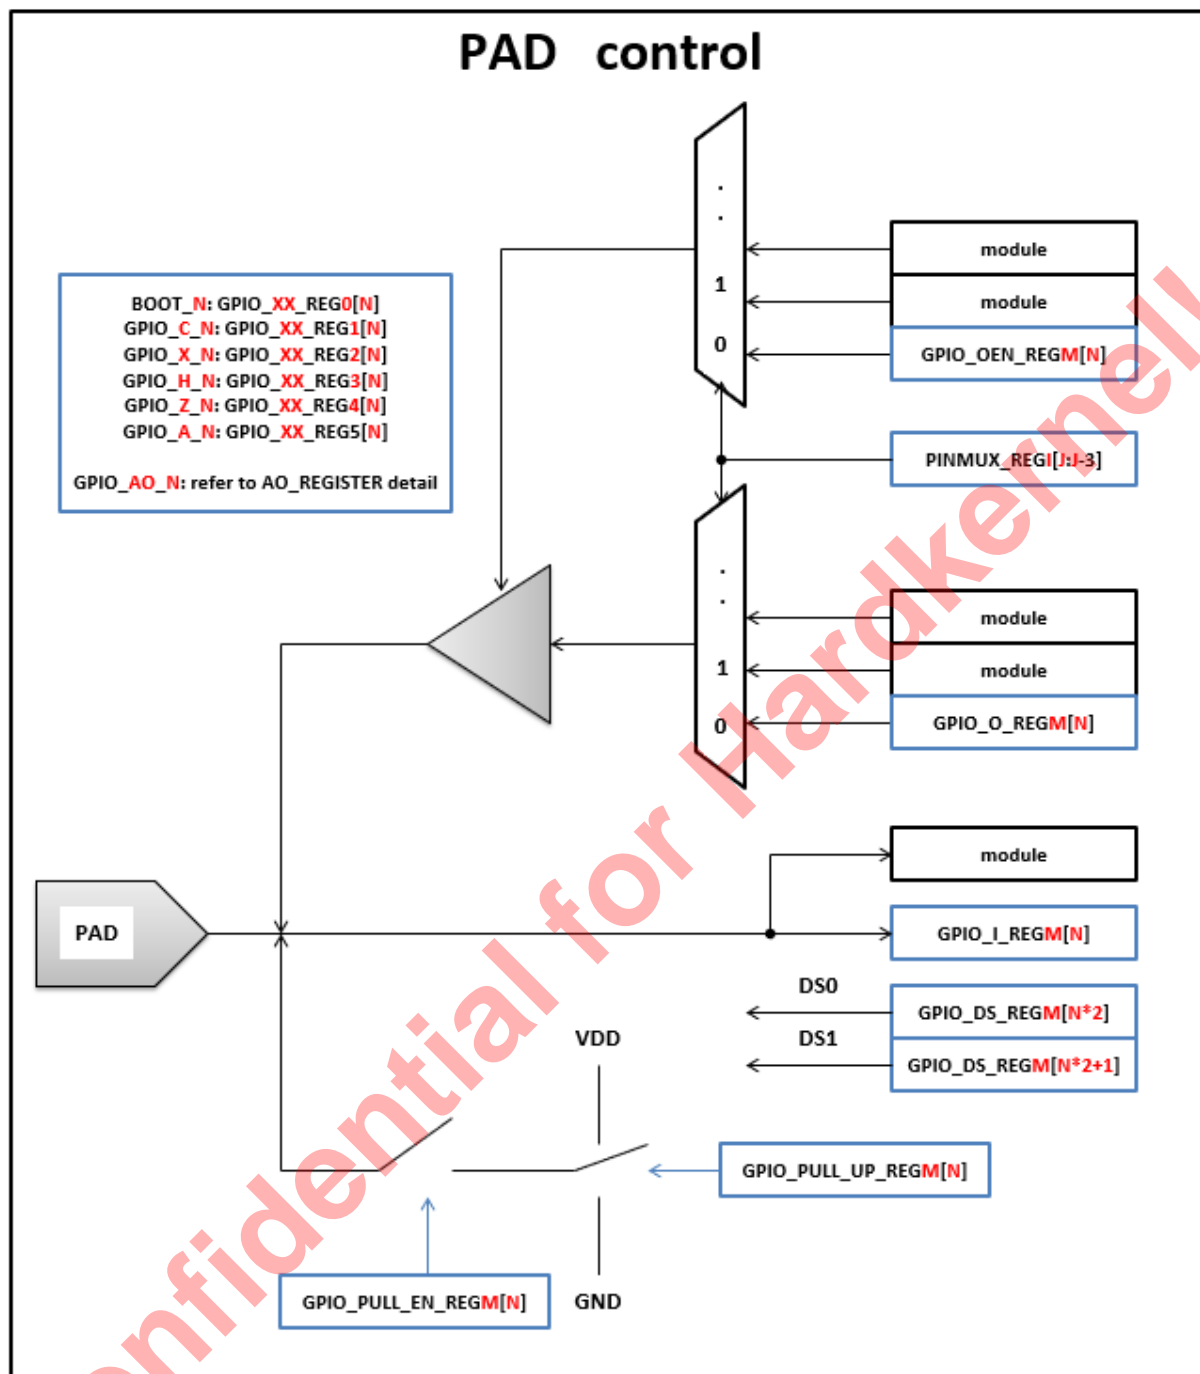 PAD control
.
.
1
0
module
module
GPIO_OEN_REGM[N]
BOOT_N: GPIO_XX_REG0[N]
GPIO_C_N: GPIO_XX_REG1[N]
GPIO_X_N: GPIO_XX_REG2[N]
GPIO_H_N: GPIO_XX_REG3[N]
GPIO_Z_N: GPIO_XX_REG4[N]
GPIO_A_N: GPIO_XX_REG5[N]
GPIO_AO_N: refer to AO_REGISTER detail
PINMUX_REGI[J:J-3]
.
.
1
0
module
module
GPIO_O_REGM[N]
module
PAD
GPIO_I_REGM[N]
DS0
GPIO_DS_REGM[N*2]
DS1
GPIO_DS_REGM[N*2+1]
VDD
GPIO_PULL_UP_REGM[N]
GPIO_PULL_EN_REGM[N]
GND
onfidential for Hardkernel!